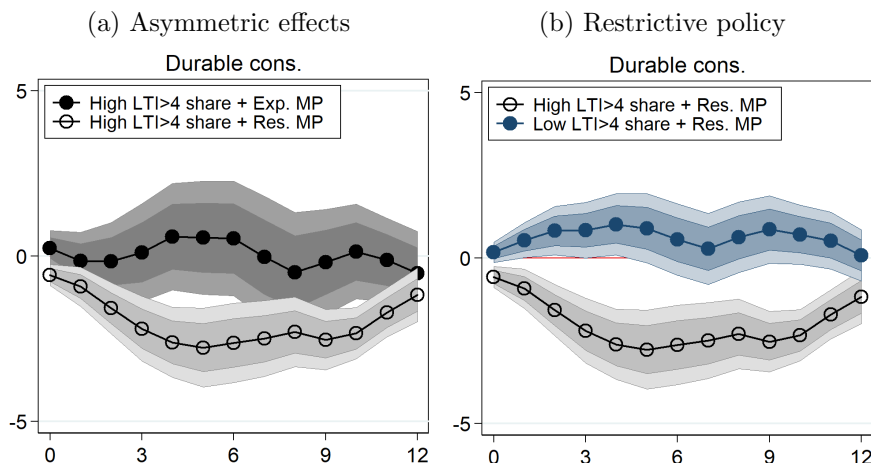 (a) Asymmetric effects
Durable cons.
High LTI>4 share + Exp. MP
High LTI>4 share + Res. MP
5
0
-5
0 3 6 9 12
(b) Restrictive policy
Durable cons.
High LTI>4 share + Res. MP
Low LTI>4 share + Res. MP
5
0
-5
0 3 6 9 12